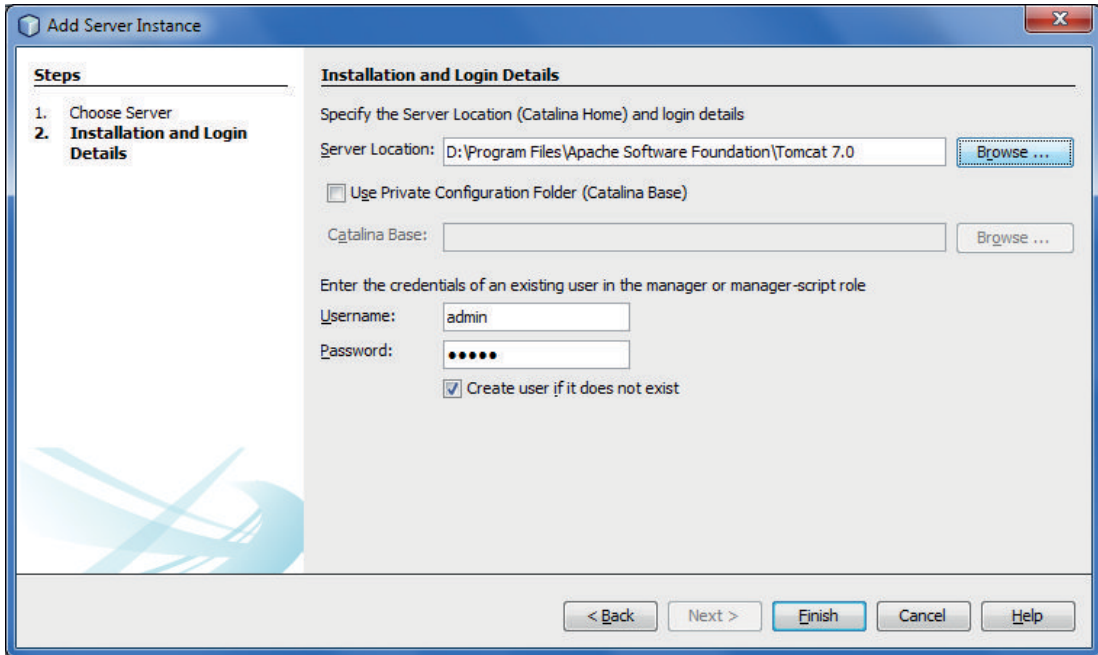 Add Server Instance
Steps
1. Choose Server
2. Installation and Login
Details
Installation and Login Details
Specify the Server Location (Catalina Home) and login details
Server Location: D:\Program Files\Apache Software Foundation\Tomcat 7.0 Browse ...
Use Private Configuration Folder (Catalina Base)
Catalina Base: Browse ...
Enter the credentials of an existing user in the manager or manager-script role
Username: admin
Password: •••••
Create user if it does not exist
< Back Next > Finish Cancel Help